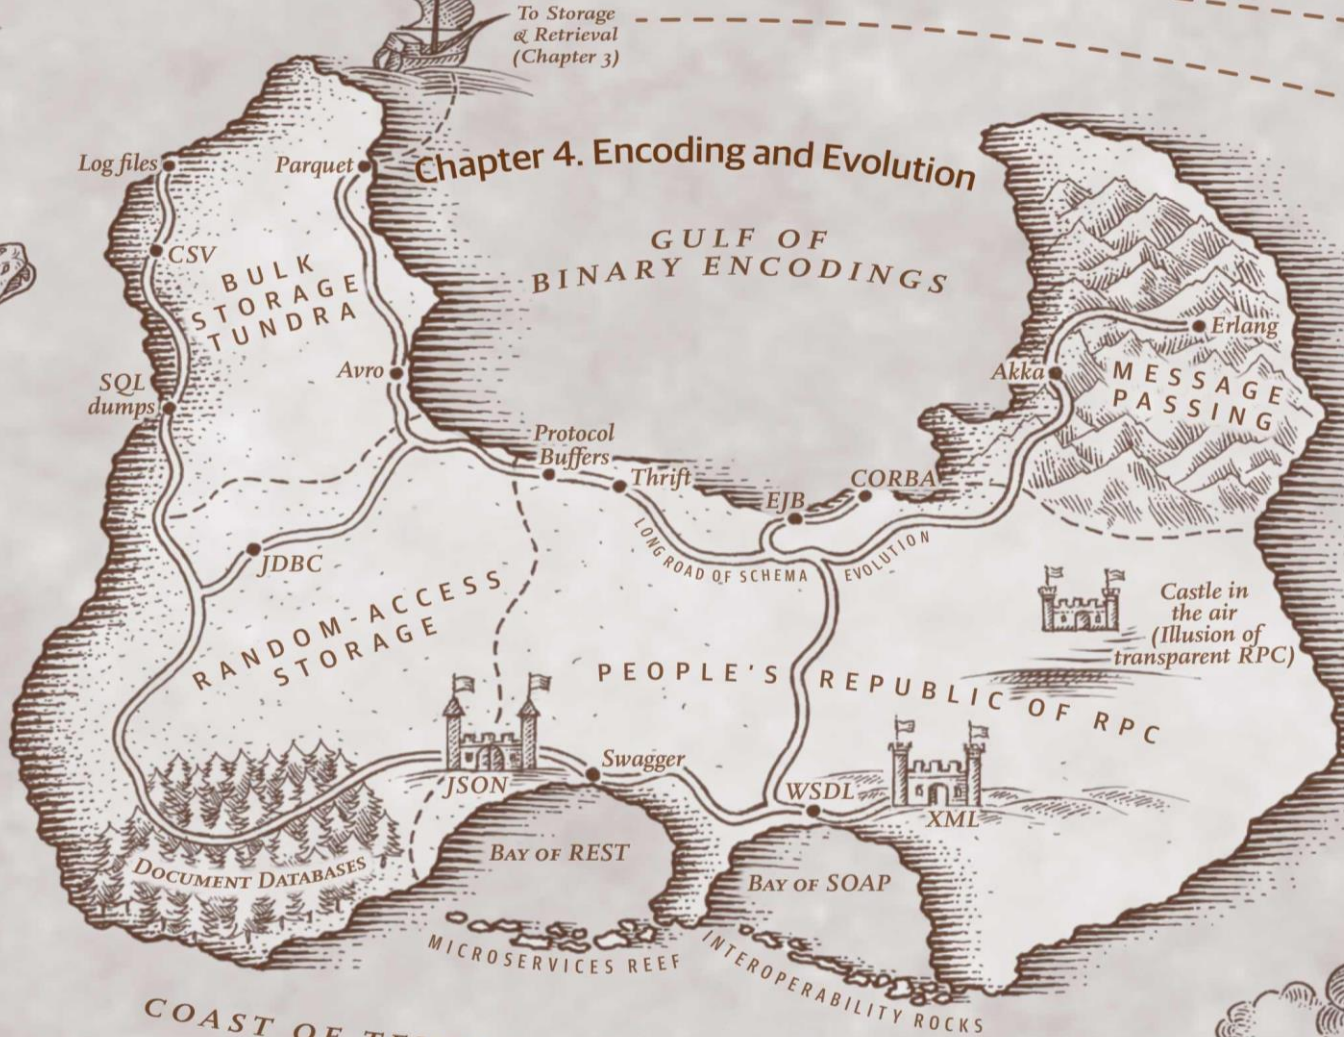 To Storage
& Retrieval
(Chapter 3)
Chapter 4. Encoding and Evolution
Log files
Parquet
GULF OF
BINARY ENCODINGS
CSV
BULK
STORAGE
TUNDRA
Erlang
Akka
MESSAGE
PASSING
Avro
SQL
dumps
Protocol
Buffers
Thrift
EJB
CORBA
LONG ROAD OF SCHEMA EVOLUTION
JDBC
RANDOM-ACCESS
STORAGE
Castle in
the air
(Illusion of
transparent RPC)
PEOPLE'S REPUBLIC OF RPC
JSON
Swagger
WSDL
XML
DOCUMENT DATABASES
BAY OF REST
BAY OF SOAP
MICROSERVICES REEF
INTEROPERABILITY ROCKS
COAST OF